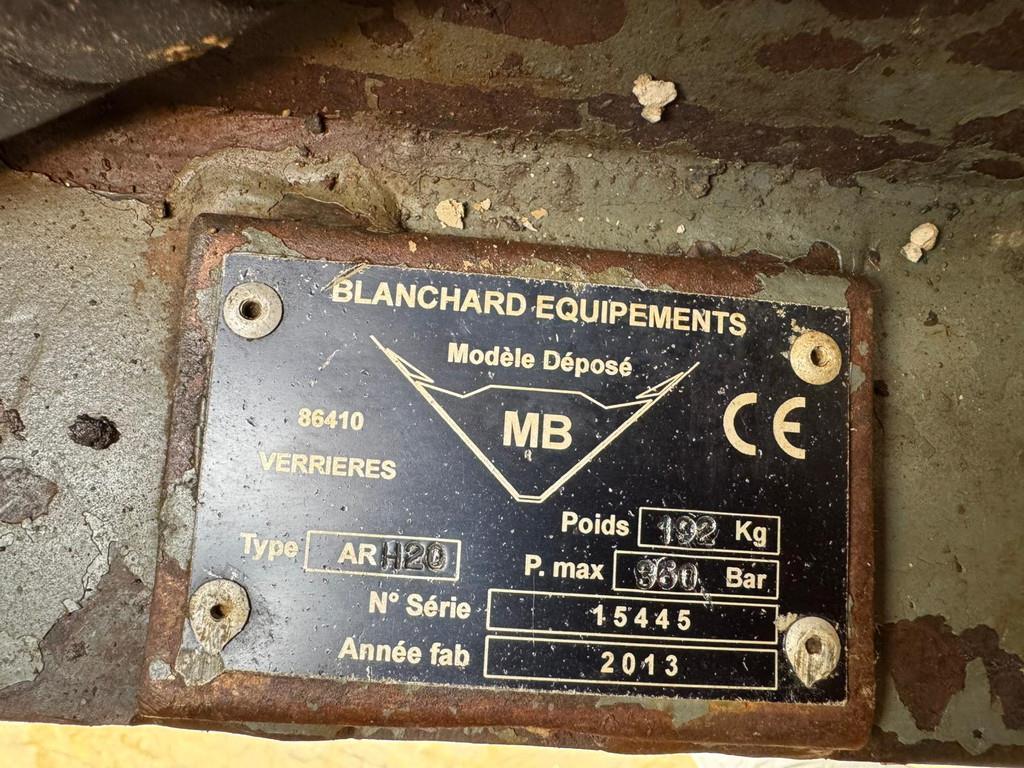 BLANCHARD EQUIPEMENTS
Modèle Déposé
MB
CE
86410
VERRIERES
Poids 192 Kg
Type AR H20
P. max Bar
N° Série 15445
Année fab 2013